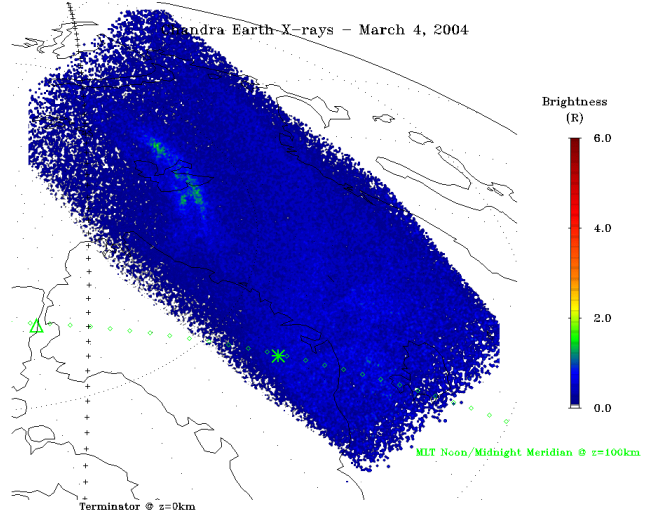 andra Earth X-rays - March 4, 2004
Brightness
(R)
6.0
4.0
2.0
0.0
MLT Noon/Midnight Meridian @ z=100km
Terminator @ z=0km